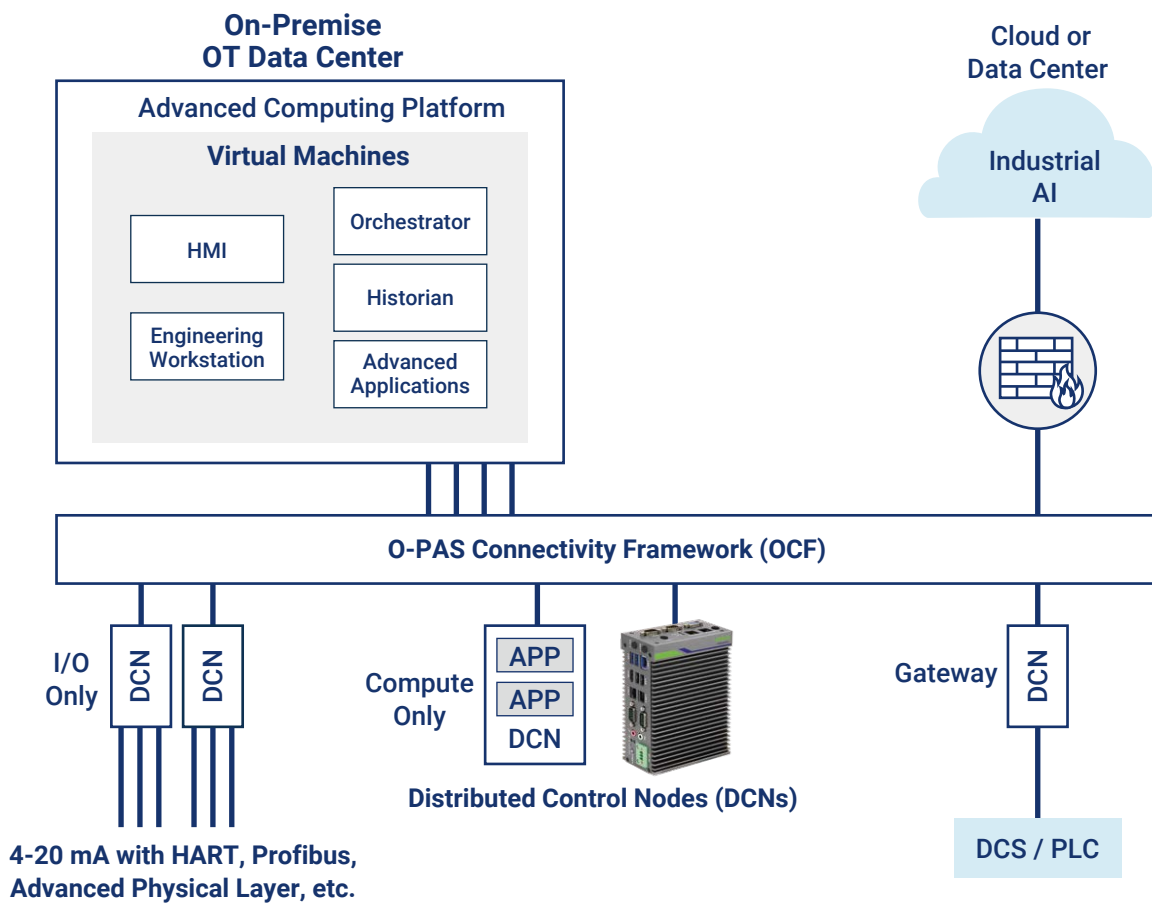 On-Premise
OT Data Center
Advanced Computing Platform
Virtual Machines
HMI
Engineering
Workstation
Orchestrator
Historian
Advanced
Applications
Cloud or
Data Center
Industrial
AI
O-PAS Connectivity Framework (OCF)
I/O
Only
DCN
DCN
Compute
Only
APP
APP
DCN
Distributed Control Nodes (DCNs)
Gateway
DCN
4-20 mA with HART, Profibus,
Advanced Physical Layer, etc.
DCS / PLC